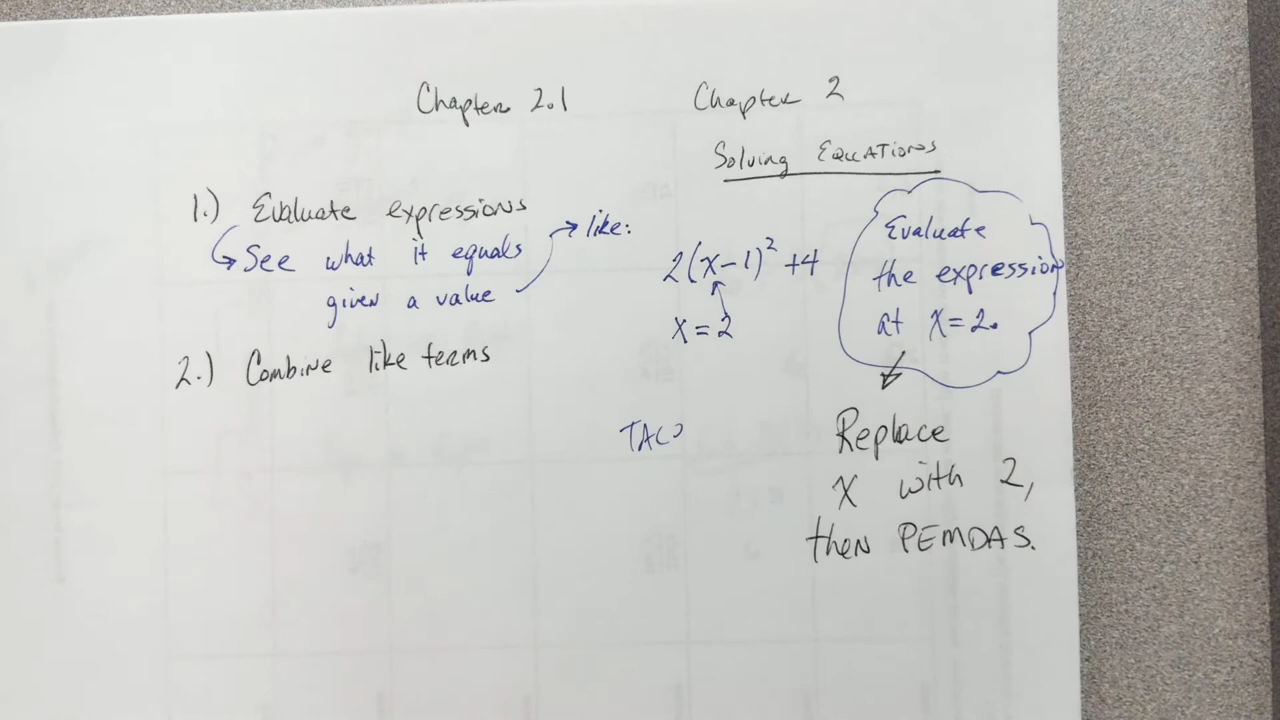 Chapter 2.1
Chapter 2
Solving Equations
1.) Evaluate expressions
See what it equals
given a value
like:
2(x-1)² +4
x = 2
Evaluate
the expression
at x=2.
2.) Combine like terms
TACO
Replace
x with 2,
then PEMDAS.